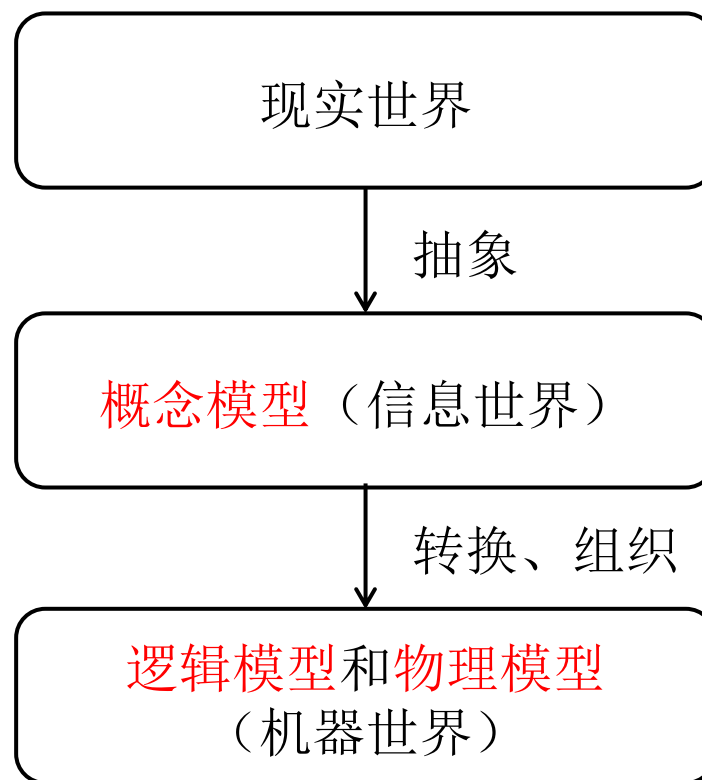 现实世界
抽象
概念模型（信息世界）
转换、组织
逻辑模型和物理模型
（机器世界）